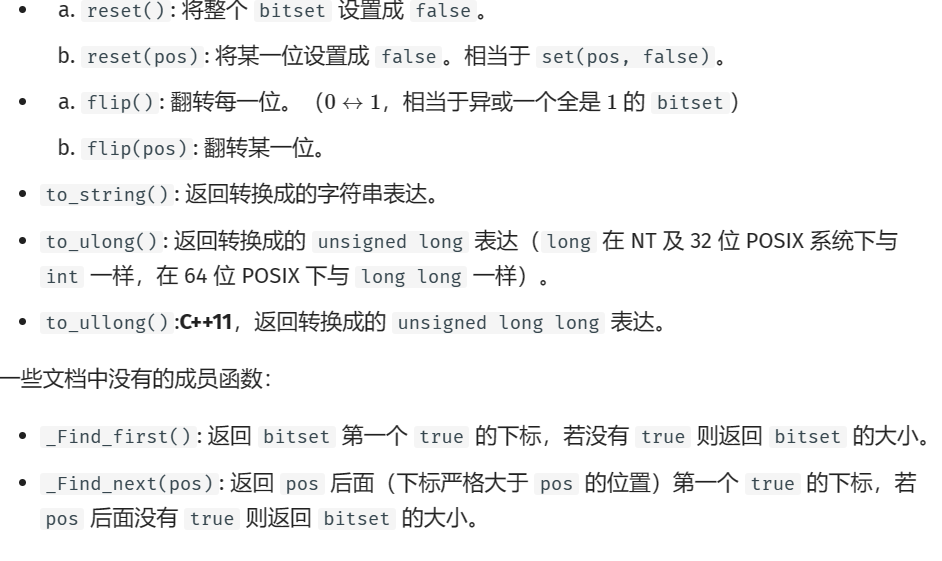 a. reset(): 将整个 bitset 设置成 false。
b. reset(pos): 将某一位设置成 false。相当于 set(pos, false)。
a. flip(): 翻转每一位。（0 ↔ 1，相当于异或一个全是 1 的 bitset）
b. flip(pos): 翻转某一位。
to_string(): 返回转换成的字符串表达。
to_ulong(): 返回转换成的 unsigned long 表达（long 在 NT 及 32 位 POSIX 系统下与
int 一样，在 64 位 POSIX 下与 long long 一样）。
to_ullong():C++11，返回转换成的 unsigned long long 表达。
一些文档中没有的成员函数：
_Find_first(): 返回 bitset 第一个 true 的下标，若没有 true 则返回 bitset 的大小。
_Find_next(pos): 返回 pos 后面（下标严格大于 pos 的位置）第一个 true 的下标，若
pos 后面没有 true 则返回 bitset 的大小。